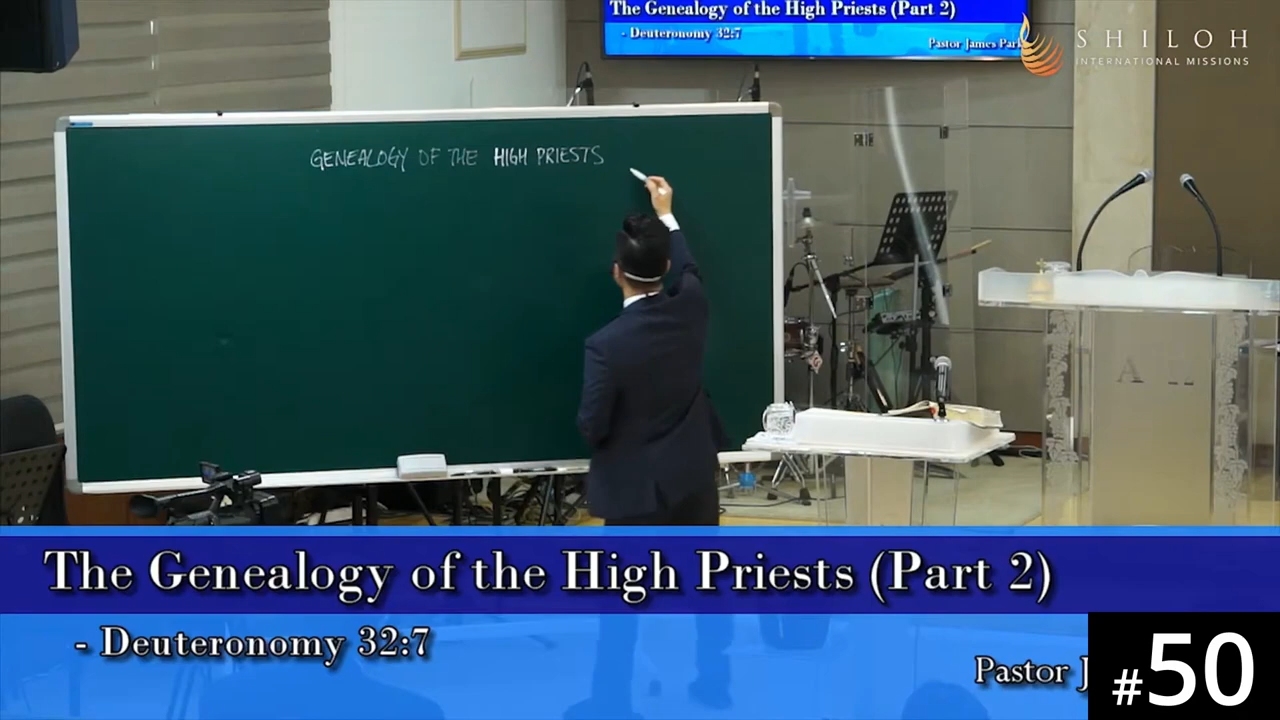 The Genealogy of the High Priests (Part 2)
- Deuteronomy 32:7
Pastor James Park
SHILOH
INTERNATIONAL MISSIONS
GENEALOGY OF THE HIGH PRIESTS
The Genealogy of the High Priests (Part 2)
- Deuteronomy 32:7
Pastor J
#50